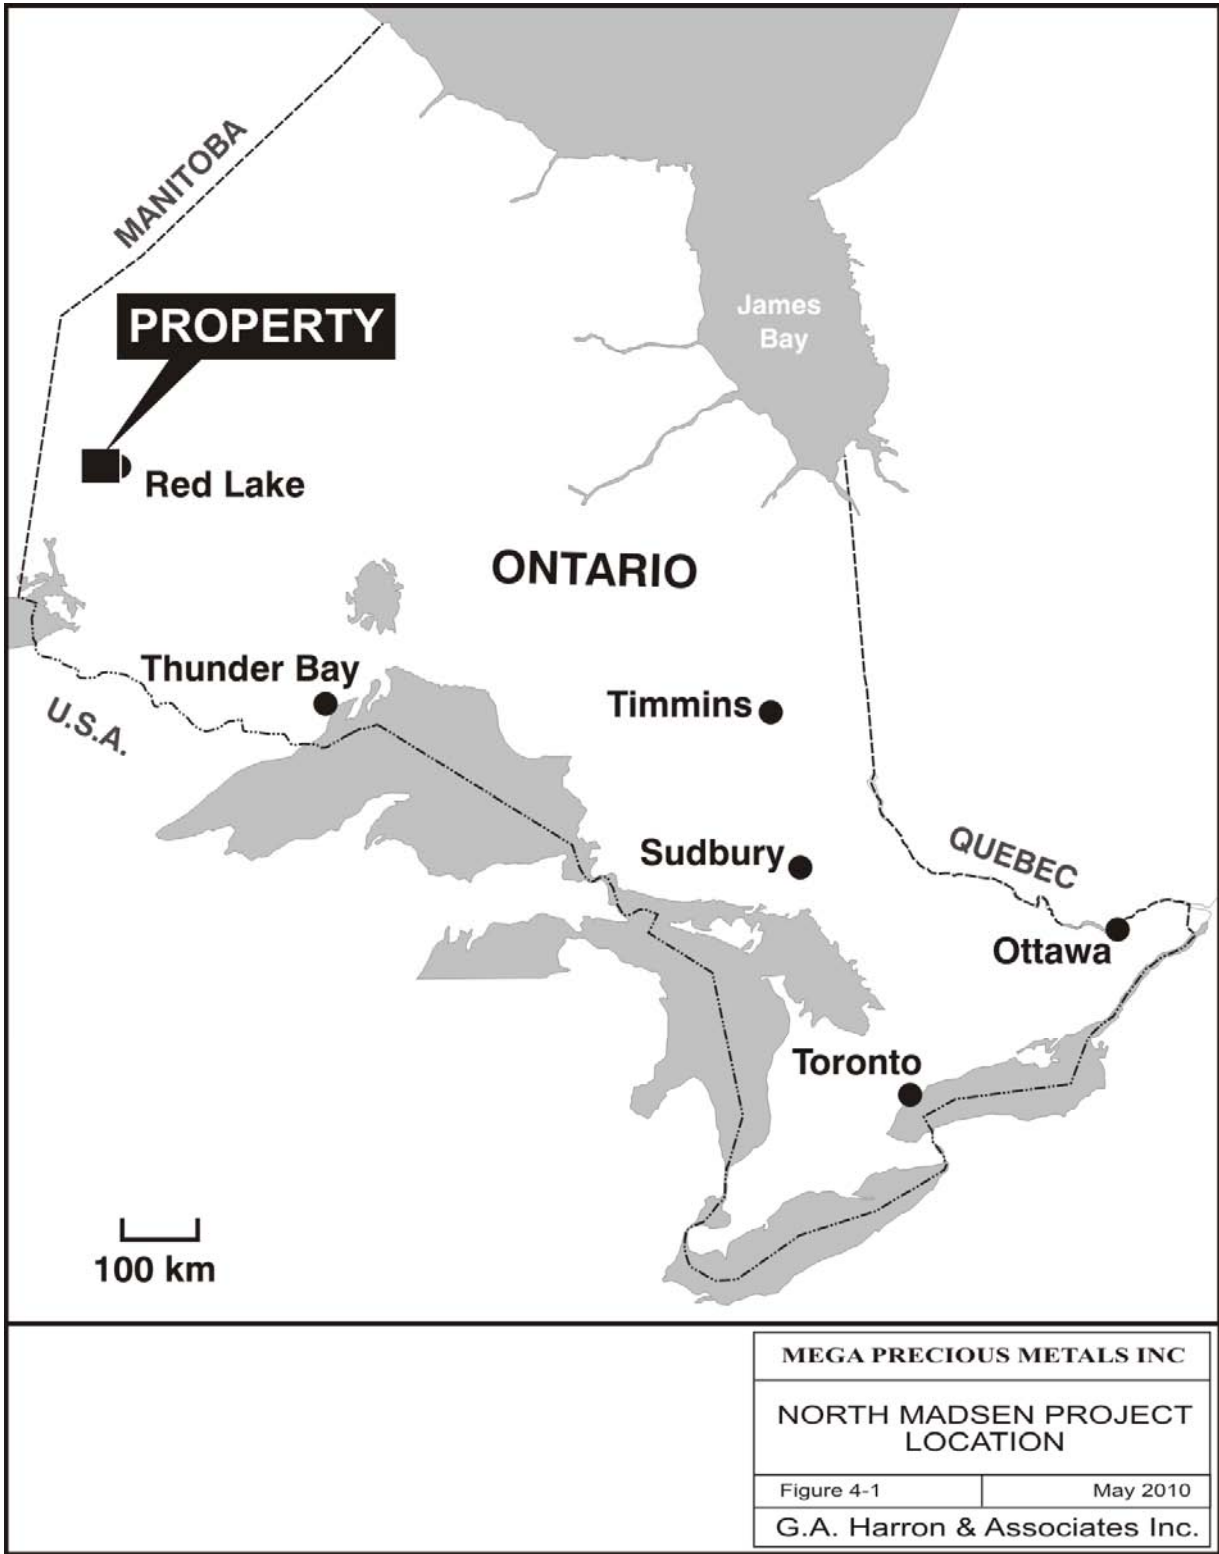 MANITOBA
PROPERTY
James
Bay
Red Lake
ONTARIO
Thunder Bay
Timmins
U.S.A.
Sudbury
QUEBEC
Ottawa
Toronto
100 km
MEGA PRECIOUS METALS INC
NORTH MADSEN PROJECT
LOCATION
Figure 4-1 May 2010
G.A. Harron & Associates Inc.